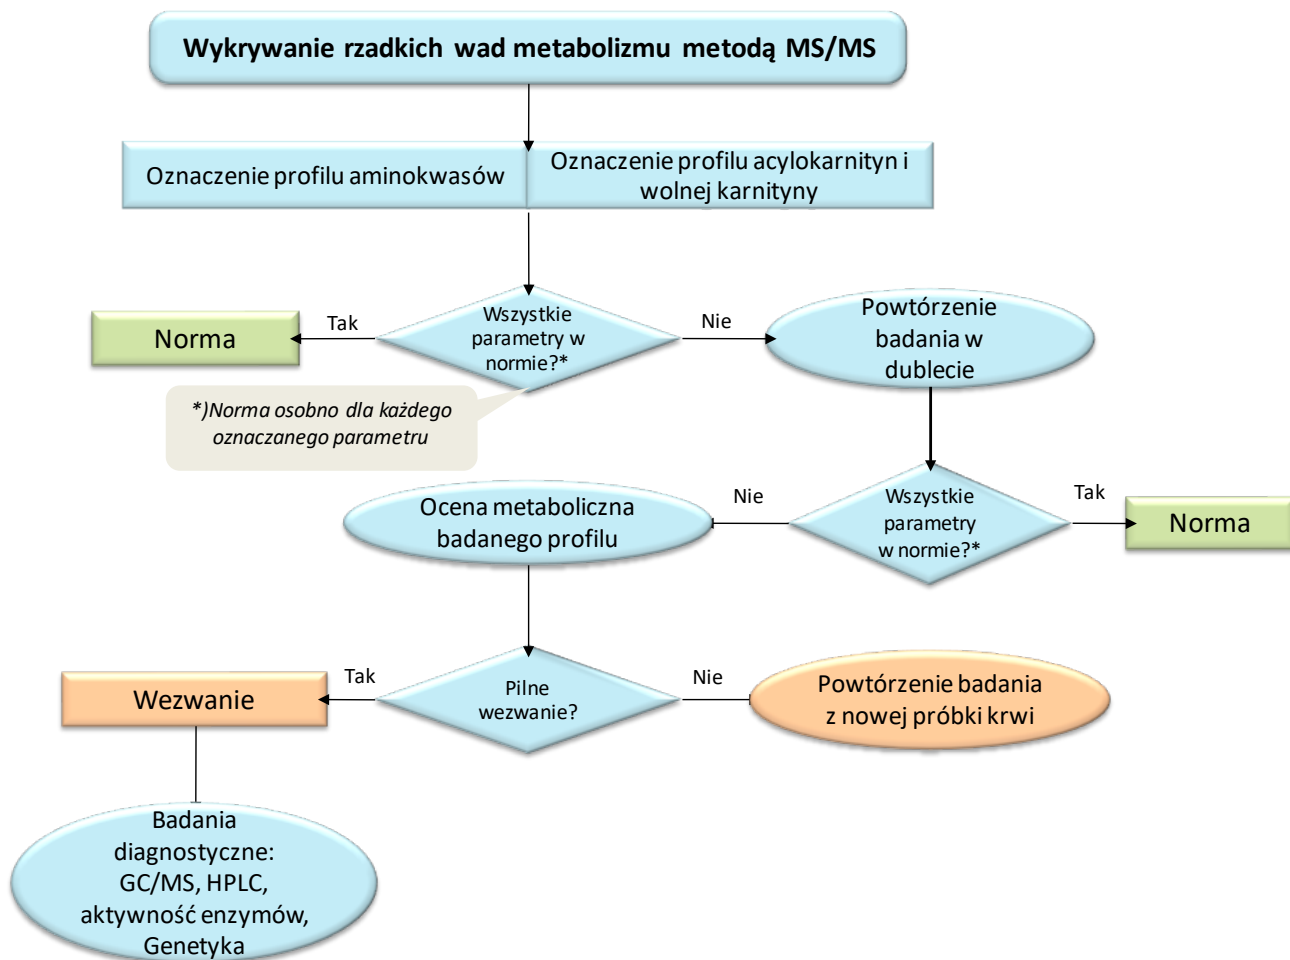 Wykrywanie rzadkich wad metabolizmu metodą MS/MS
Oznaczenie profilu aminokwasów
Oznaczenie profilu acylokarnityn i
wolnej karnityny
Wszystkie
parametry w
normie?*
Tak
Norma
Nie
Powtórzenie
badania w
dublecie
*)Norma osobno dla każdego
oznaczanego parametru
Wszystkie
parametry
w normie?*
Tak
Norma
Nie
Ocena metaboliczna
badanego profilu
Pilne
wezwanie?
Tak
Wezwanie
Nie
Powtórzenie badania
z nowej próbki krwi
Badania
diagnostyczne:
GC/MS, HPLC,
aktywność enzymów,
Genetyka